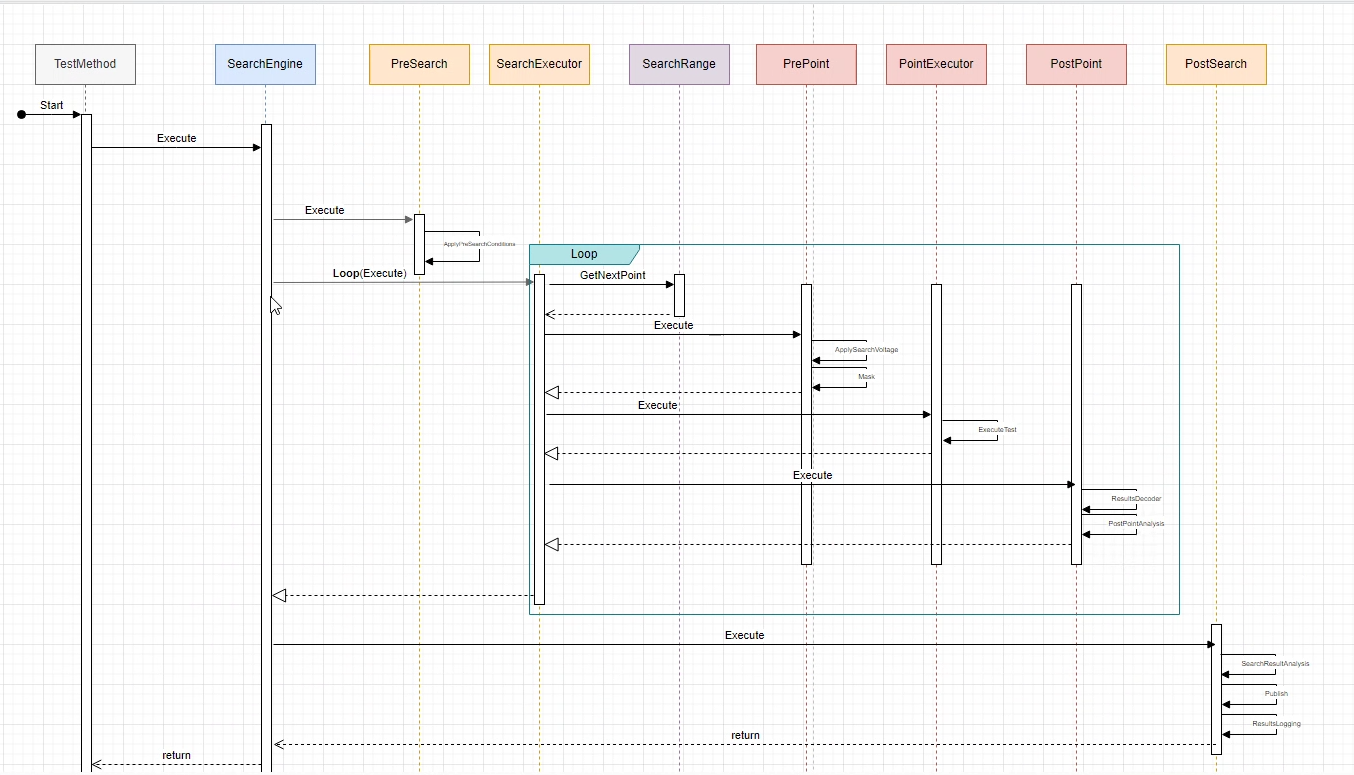 TestMethod
SearchEngine
PreSearch
SearchExecutor
SearchRange
PrePoint
PointExecutor
PostPoint
PostSearch
Start
Execute
Execute
ApplyPreSearchConditions
Loop
Loop(Execute)
GetNextPoint
Execute
ApplySearchVoltage
Mask
Execute
ExecuteTest
Execute
ResultsDecoder
PostPointAnalysis
Execute
SearchResultAnalysis
Publish
ResultsLogging
return
return